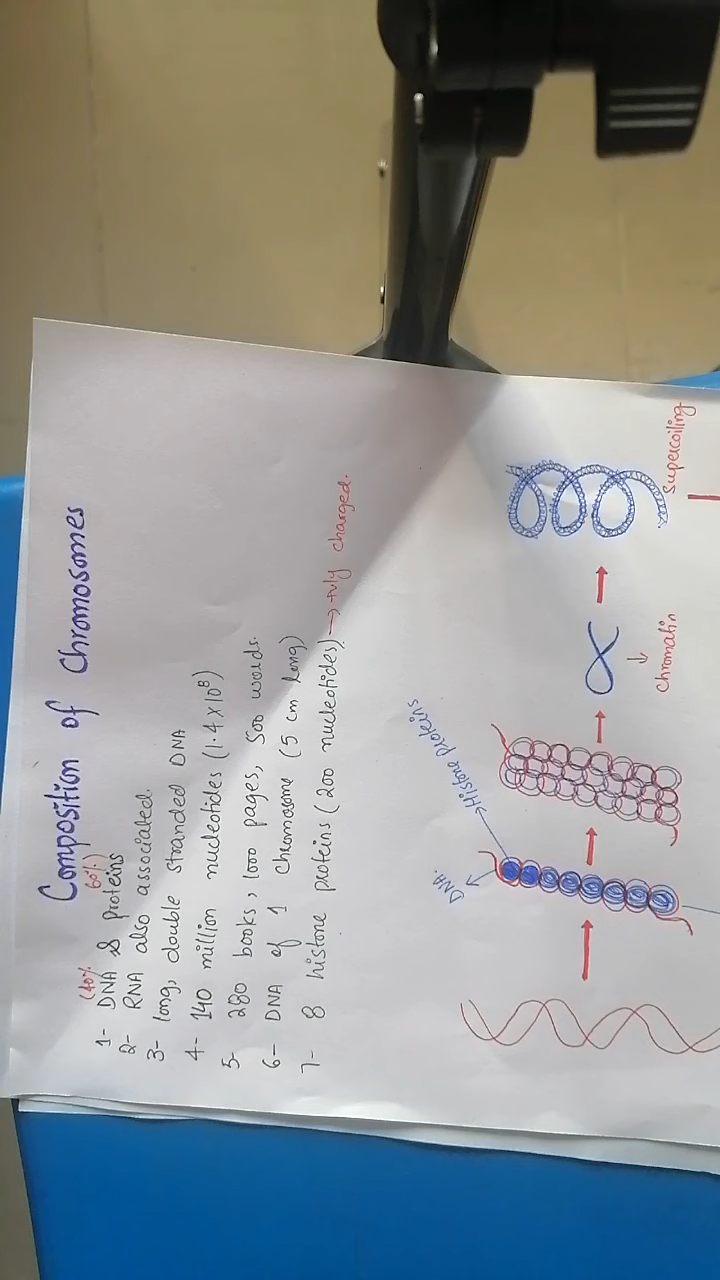 Composition of Chromosomes
(40% 60%)
1- DNA & proteins
2- RNA also associated.
3- long, double stranded DNA
4- 140 million nucleotides (1.4 x 10⁸)
5- 280 books, 1000 pages, 500 words.
6- DNA of 1 chromosome (5 cm long)
7- 8 histone proteins (200 nucleotides) → +vly charged.
DNA.
Histone proteins
chromatin
Supercoiling